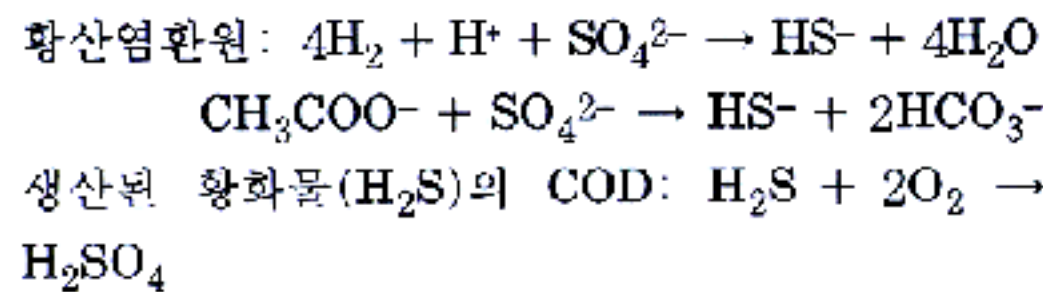 황산염환원: 4H₂ + H⁺ + SO₄²⁻ → HS⁻ + 4H₂O
CH₃COO⁻ + SO₄²⁻ → HS⁻ + 2HCO₃⁻
생산된 황화물(H₂S)의 COD: H₂S + 2O₂ →
H₂SO₄